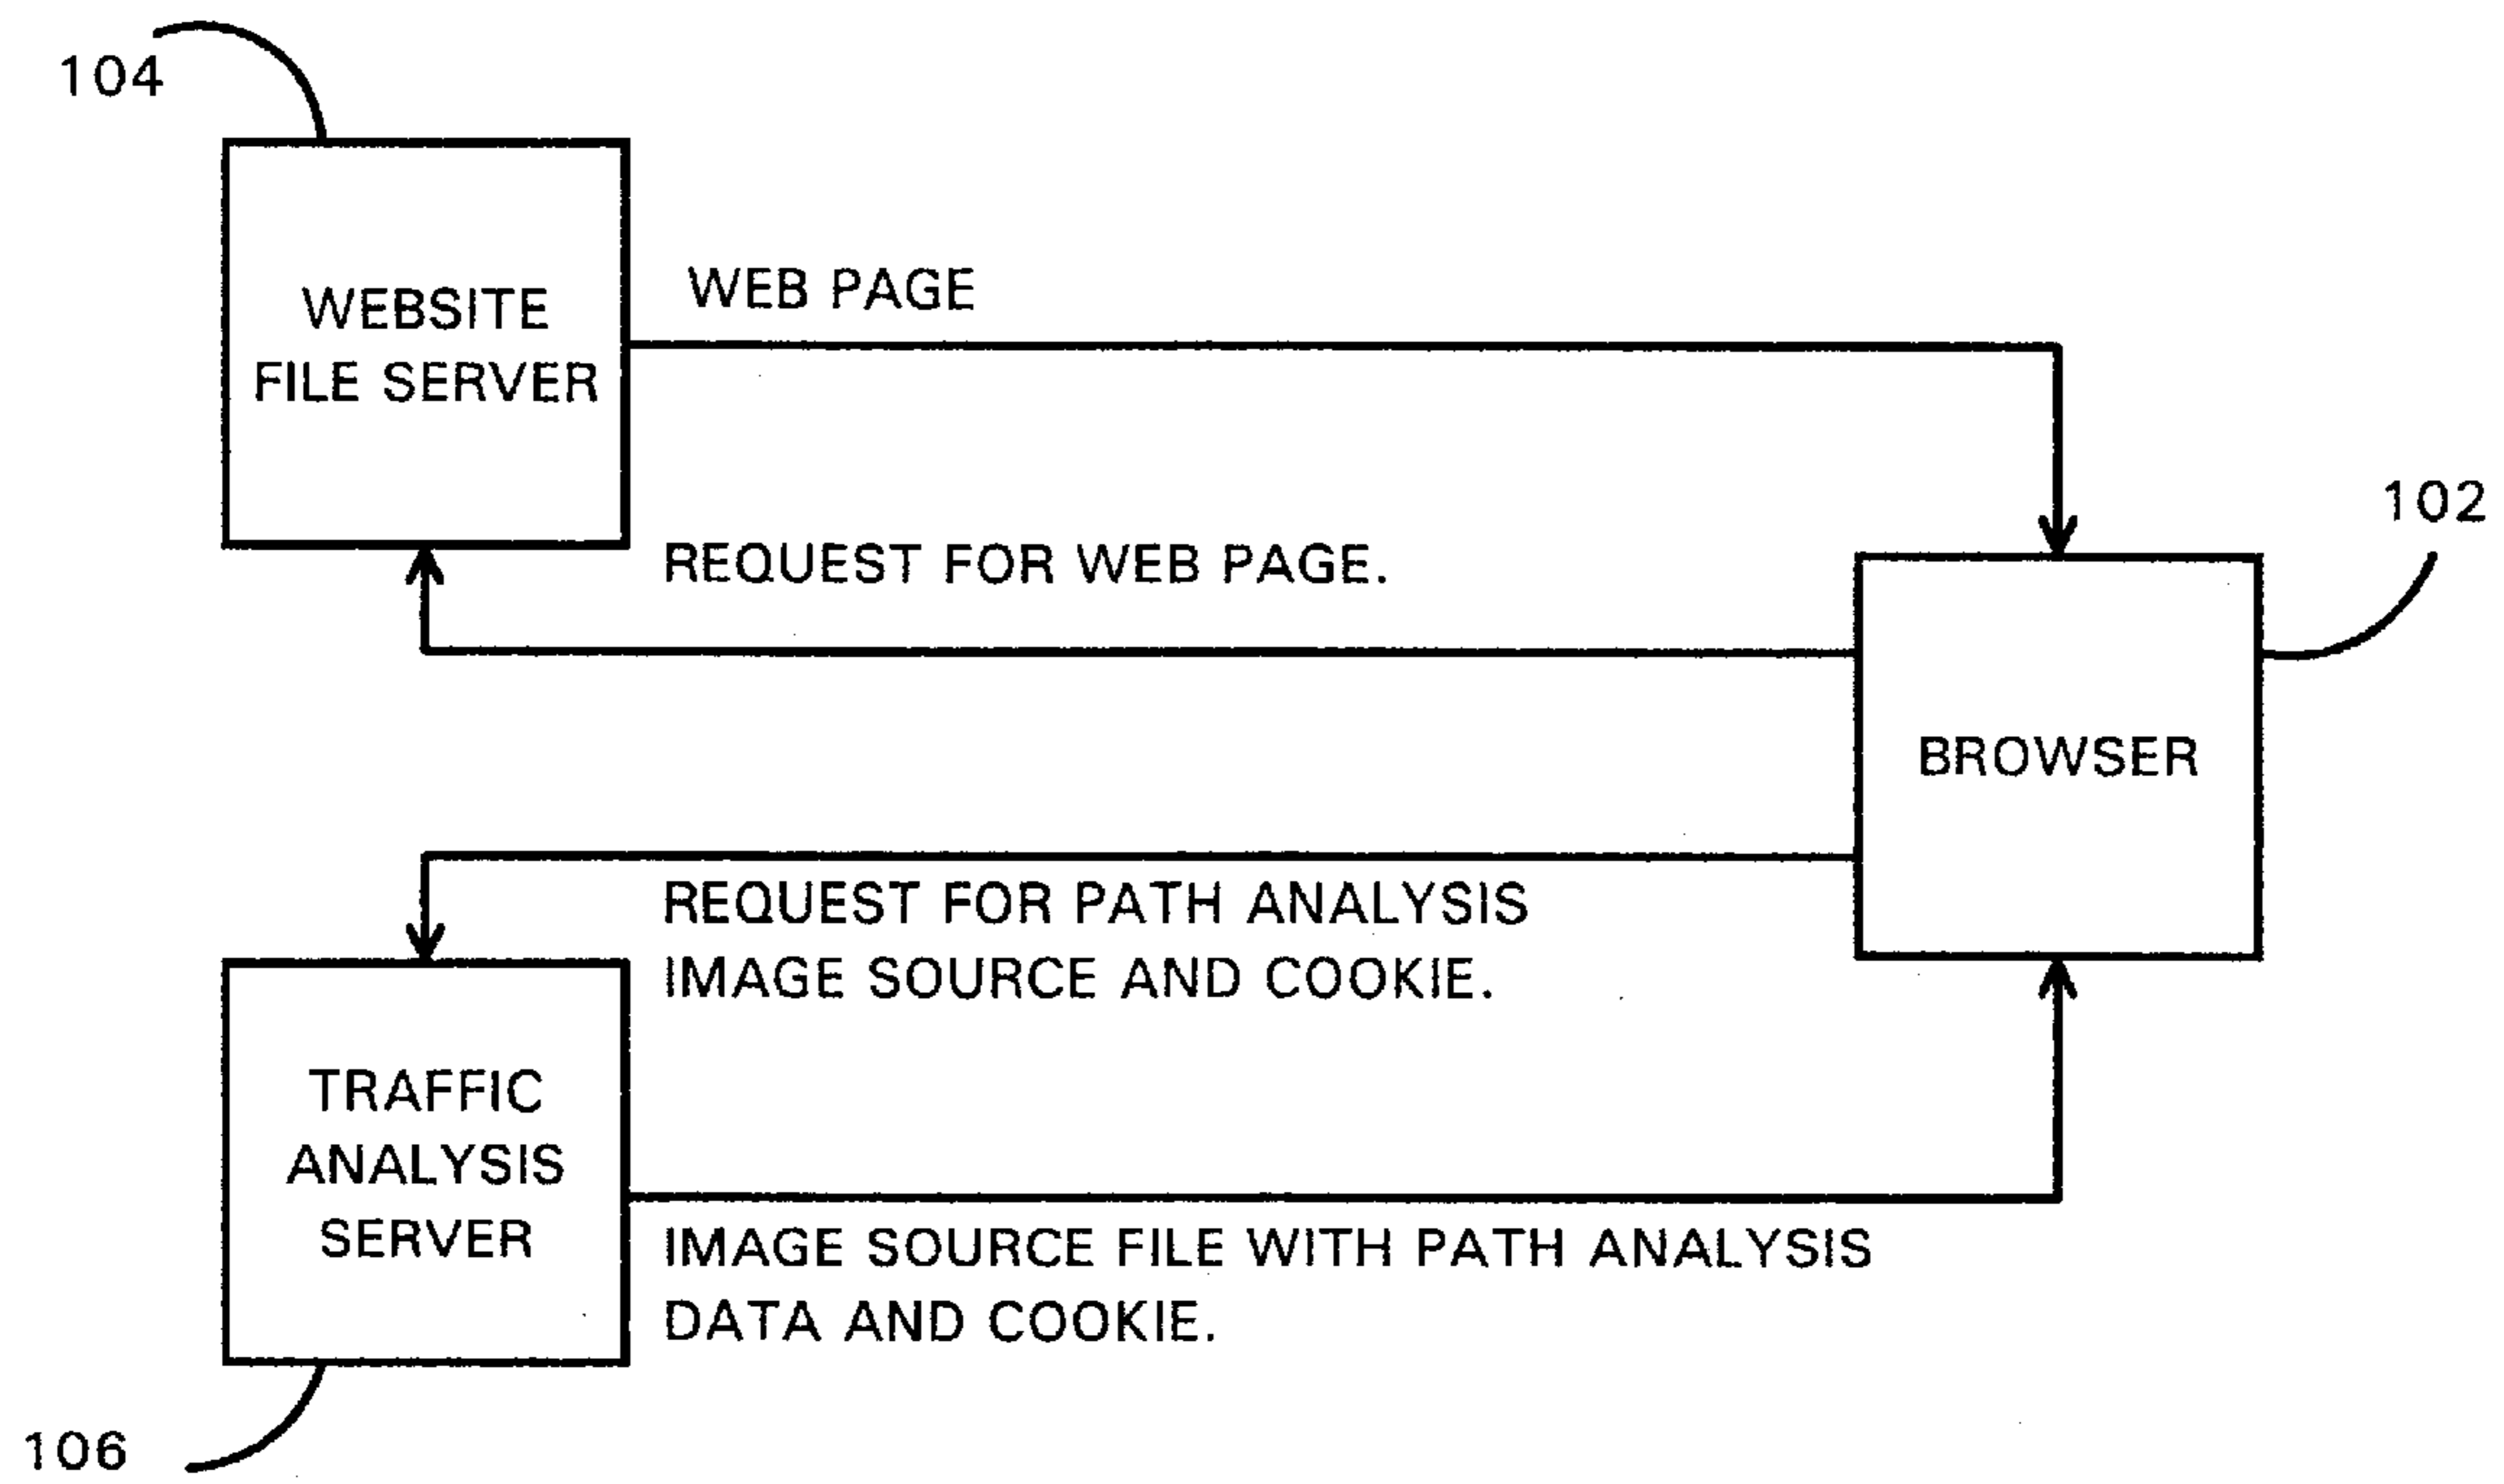 104
WEBSITE
FILE SERVER
WEB PAGE
REQUEST FOR WEB PAGE.
102
BROWSER
REQUEST FOR PATH ANALYSIS
IMAGE SOURCE AND COOKIE.
TRAFFIC
ANALYSIS
SERVER
IMAGE SOURCE FILE WITH PATH ANALYSIS
DATA AND COOKIE.
106